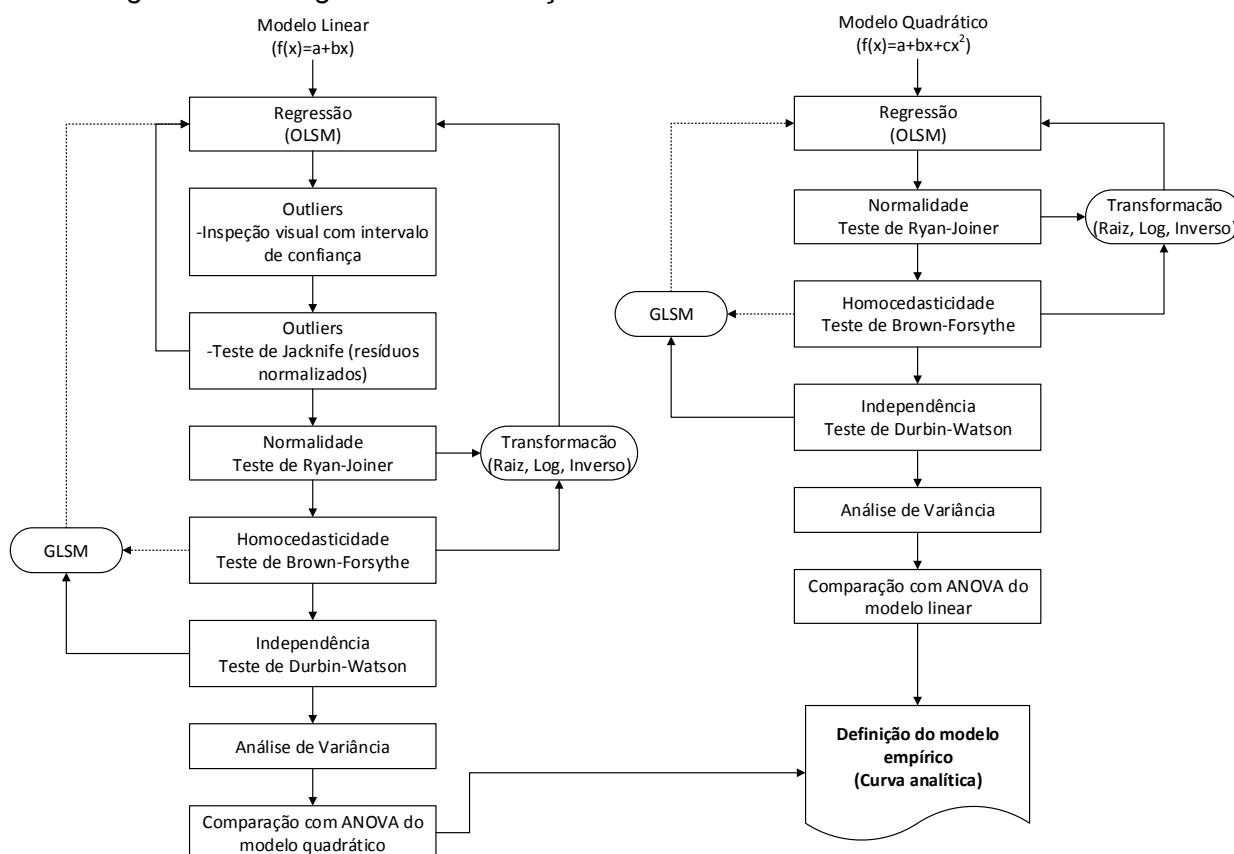 Modelo Linear
(f(x)=a+bx)
Regressão
(OLSM)
Outliers
-Inspeção visual com intervalo
de confiança
Outliers
-Teste de Jacknife (resíduos
normalizados)
Normalidade
Teste de Ryan-Joiner
Transformacão
(Raiz, Log, Inverso)
GLSM
Homocedasticidade
Teste de Brown-Forsythe
Independência
Teste de Durbin-Watson
Análise de Variância
Comparação com ANOVA do
modelo quadrático
Modelo Quadrático
(f(x)=a+bx+cx²)
Regressão
(OLSM)
Normalidade
Teste de Ryan-Joiner
Transformacão
(Raiz, Log, Inverso)
GLSM
Homocedasticidade
Teste de Brown-Forsythe
Independência
Teste de Durbin-Watson
Análise de Variância
Comparação com ANOVA do
modelo linear
Definição do modelo
empírico
(Curva analítica)